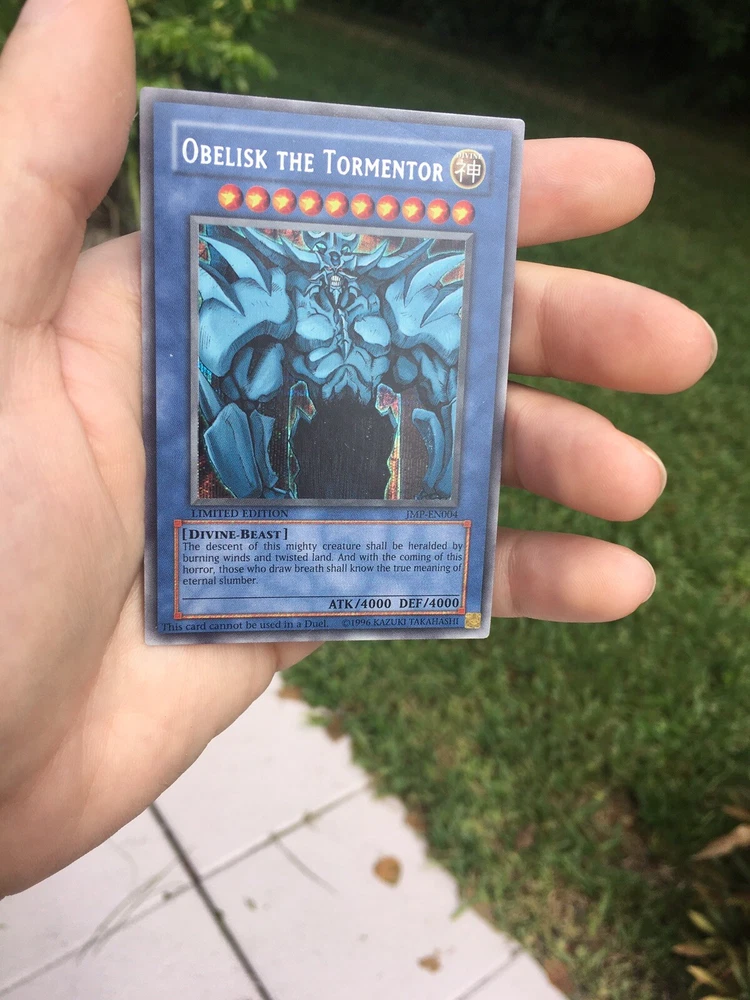 OBELISK THE TORMENTOR
DIVINE
神
LIMITED EDITION JMP-EN004
[DIVINE-BEAST]
The descent of this mighty creature shall be heralded by
burning winds and twisted land. And with the coming of this
horror, those who draw breath shall know the true meaning of
eternal slumber.
ATK/4000 DEF/4000
This card cannot be used in a Duel. ©1996 KAZUKI TAKAHASHI